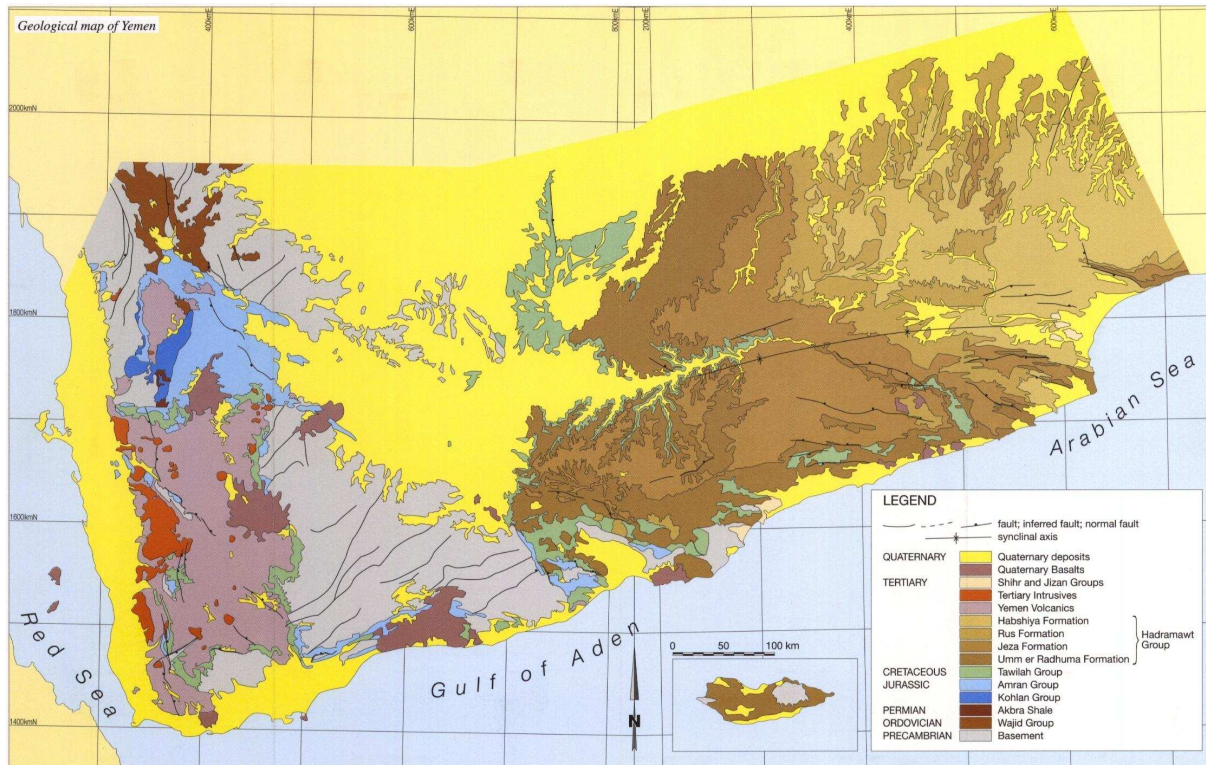 Geological map of Yemen
400kmE
600kmE
800kmE
200kmE
400kmE
600kmE
2000kmN
1800kmN
1600kmN
1400kmN
Red Sea
Gulf of Aden
Arabian Sea
0 50 100 km
N
LEGEND
fault; inferred fault; normal fault
synclinal axis
QUATERNARY Quaternary deposits
Quaternary Basalts
TERTIARY Shihr and Jizan Groups
Tertiary Intrusives
Yemen Volcanics
Habshiya Formation
Rus Formation
Jeza Formation
Umm er Radhuma Formation
Hadramawt
Group
CRETACEOUS Tawilah Group
JURASSIC Amran Group
Kohlan Group
PERMIAN Akbra Shale
ORDOVICIAN Wajid Group
PRECAMBRIAN Basement